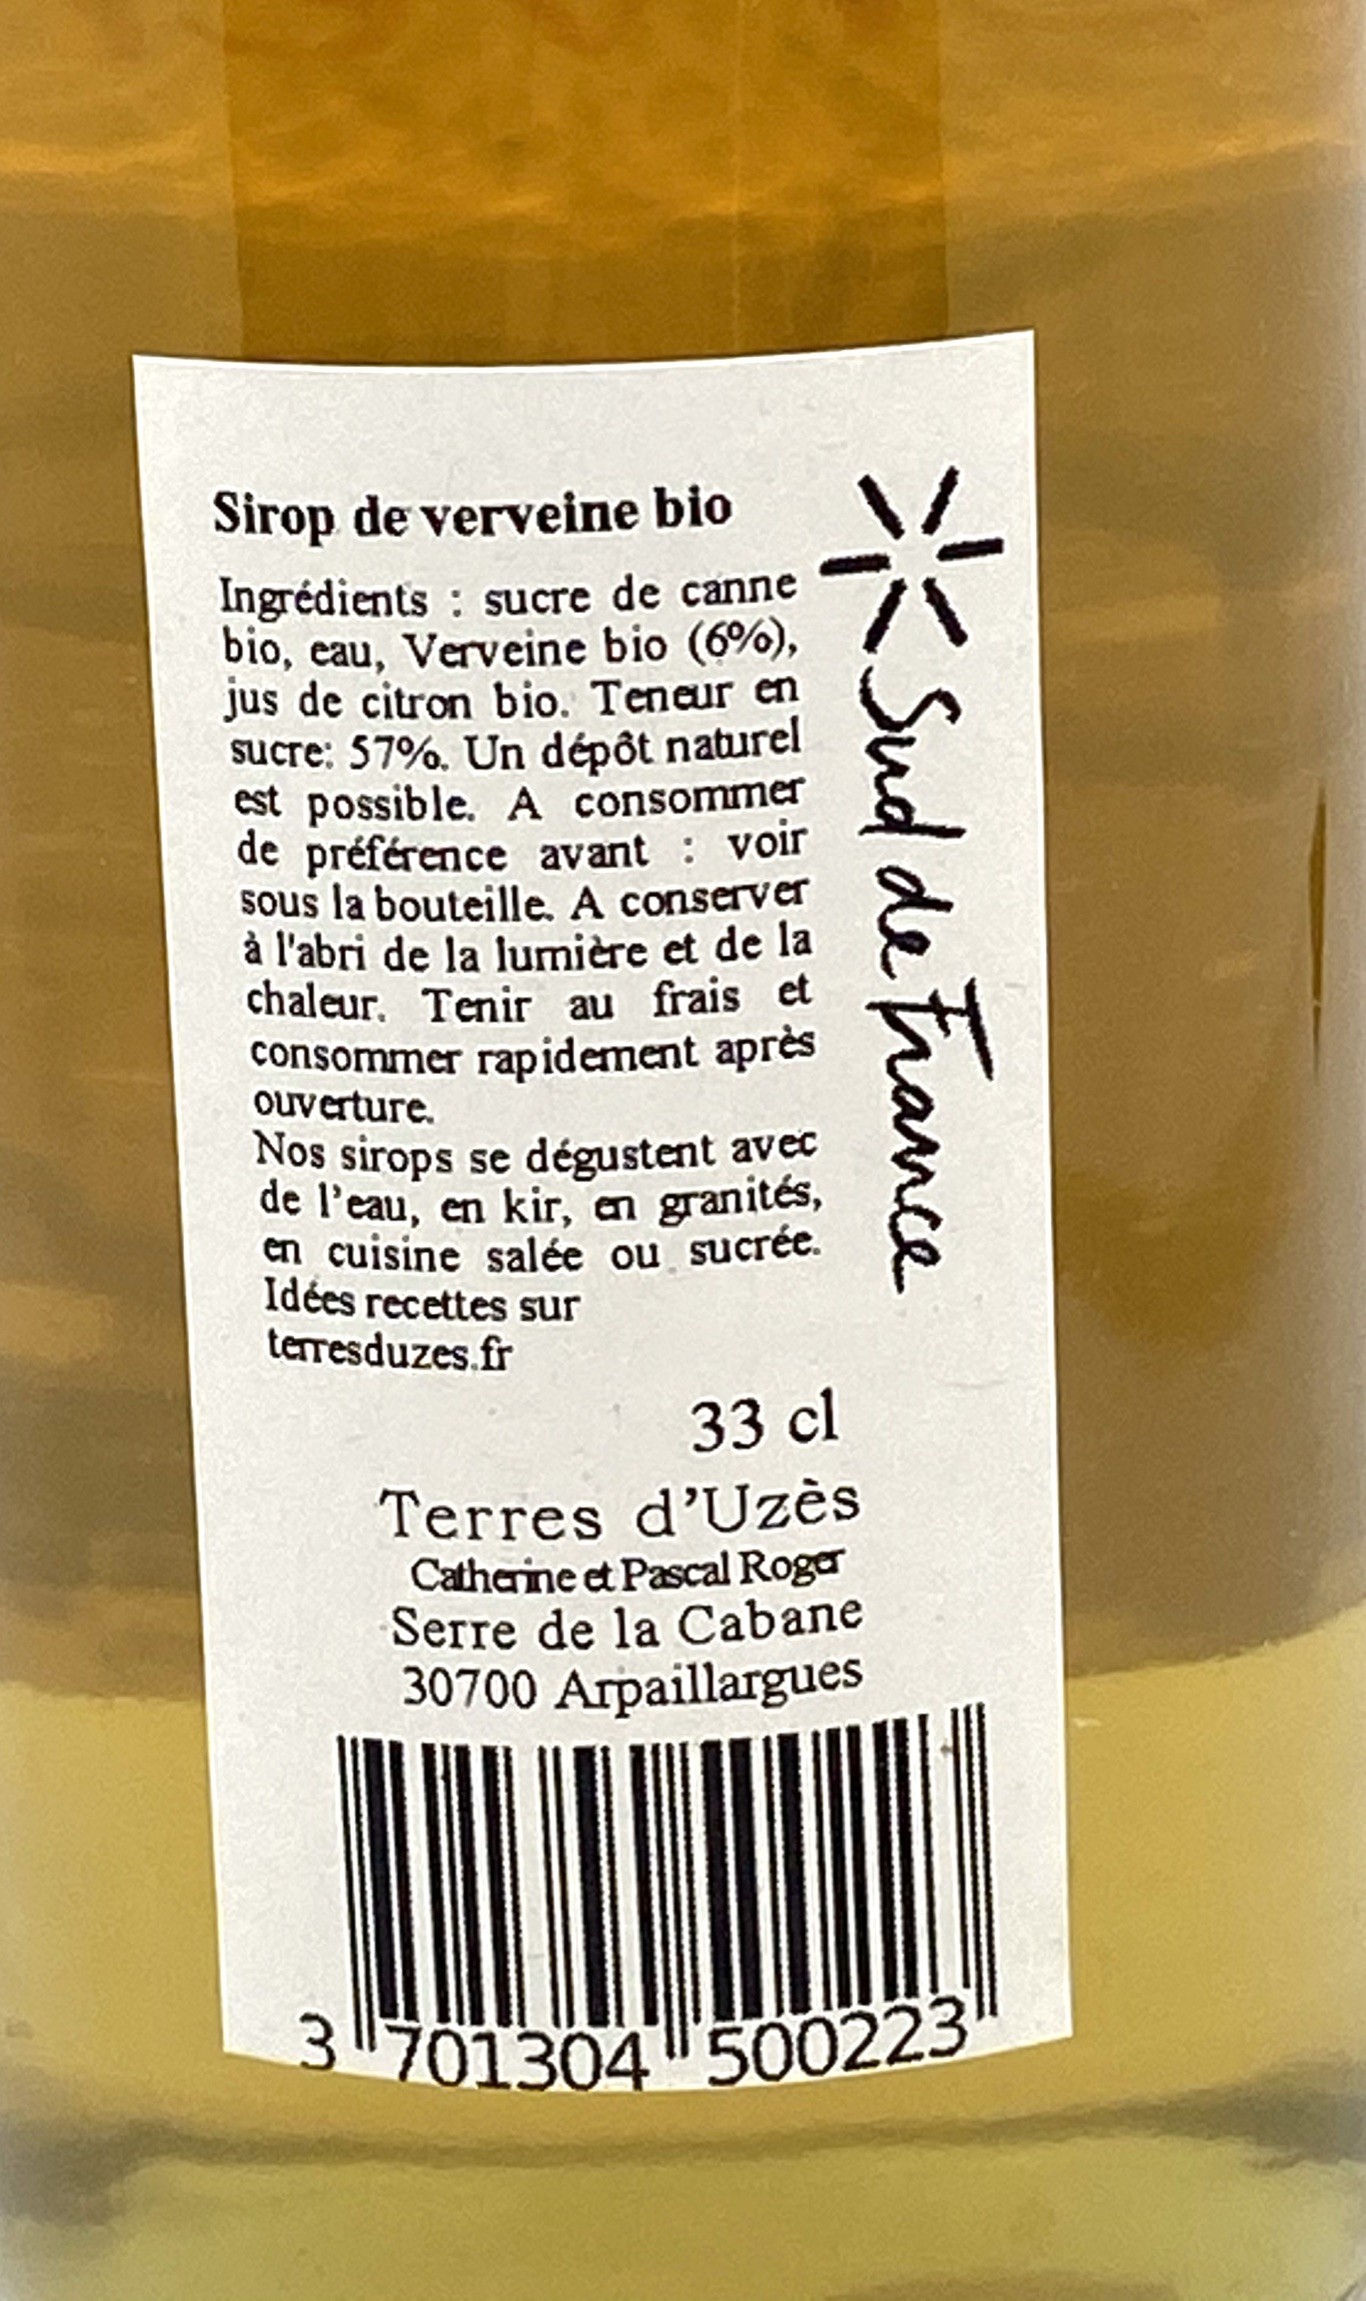 Sirop de verveine bio
Ingrédients : sucre de canne
bio, eau, Verveine bio (6%),
jus de citron bio. Teneur en
sucre: 57%. Un dépôt naturel
est possible. A consommer
de préférence avant : voir
sous la bouteille. A conserver
à l'abri de la lumière et de la
chaleur. Tenir au frais et
consommer rapidement après
ouverture.
Nos sirops se dégustent avec
de l’eau, en kir, en granités,
en cuisine salée ou sucrée.
Idées recettes sur
terresduzes.fr
Sud de France
33 cl
Terres d’Uzès
Catherine et Pascal Roger
Serre de la Cabane
30700 Arpaillargues
3 701304 500223